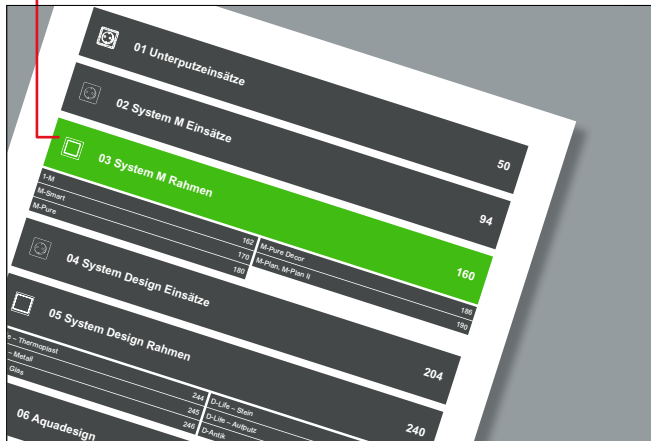 01 Unterputzeinsätze
50
02 System M Einsätze
94
03 System M Rahmen
160
1-M
162
M-Smart
170
M-Pure
180
M-Pure Decor
186
M-Plan, M-Plan II
190
04 System Design Einsätze
204
05 System Design Rahmen
240
e – Thermoplast
244
– Metall
245
Glas
246
D-Life – Stein
D-Life – Aufputz
D-Antik
06 Aquadesign